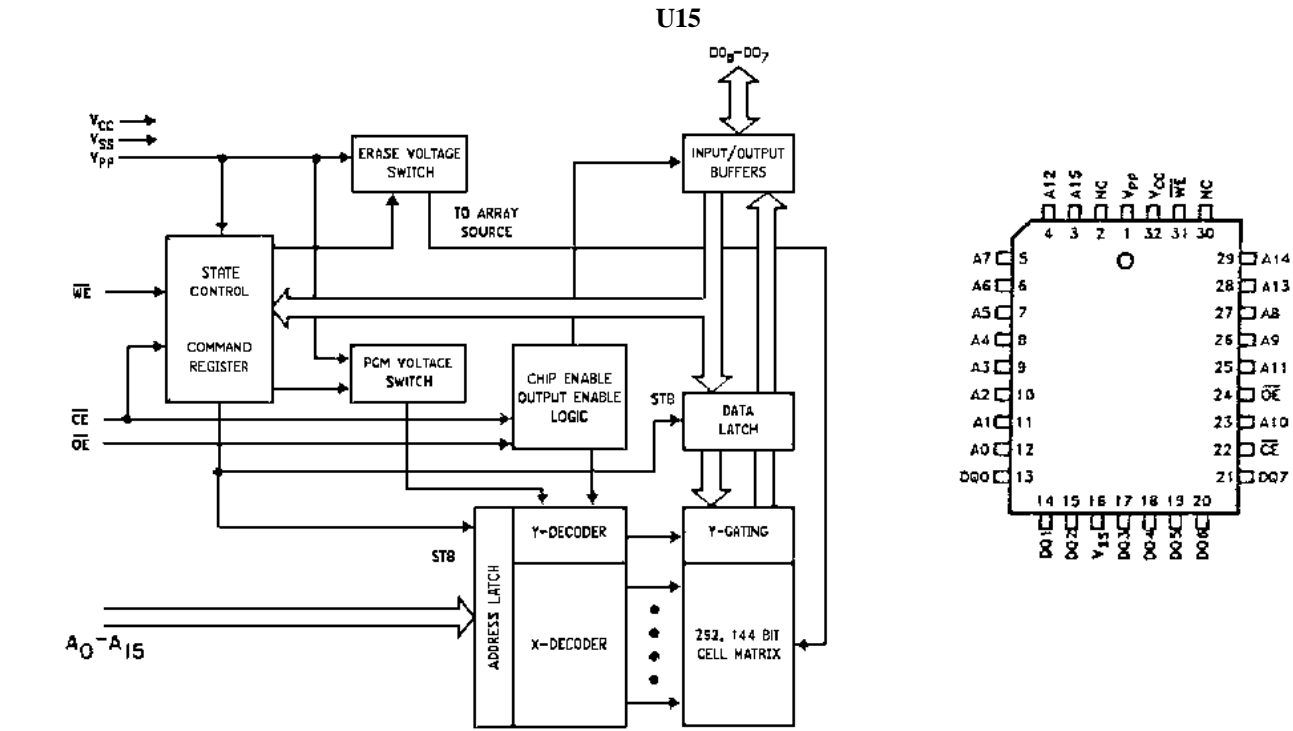 U15
DO0-DO7
VCC
VSS
VPP
ERASE VOLTAGE
SWITCH
INPUT/OUTPUT
BUFFERS
TO ARRAY
SOURCE
STATE
CONTROL
COMMAND
REGISTER
WE
PGM VOLTAGE
SWITCH
CHIP ENABLE
OUTPUT ENABLE
LOGIC
STB
DATA
LATCH
CE
OE
Y-DECODER
Y-GATING
STB
ADDRESS LATCH
X-DECODER
292, 144 BIT
CELL MATRIX
A0-A15
A12 A15 NC VPP VCC WE NC
4 3 2 1 32 31 30
A7 5 29 A14
A6 6 28 A13
A5 7 27 A8
A4 8 26 A9
A3 9 25 A11
A2 10 24 OE
A1 11 23 A10
A0 12 22 CE
DQ0 13 21 DQ7
14 15 16 17 18 19 20
DQ1 DQ2 VSS DQ3 DQ4 DQ5 DQ6